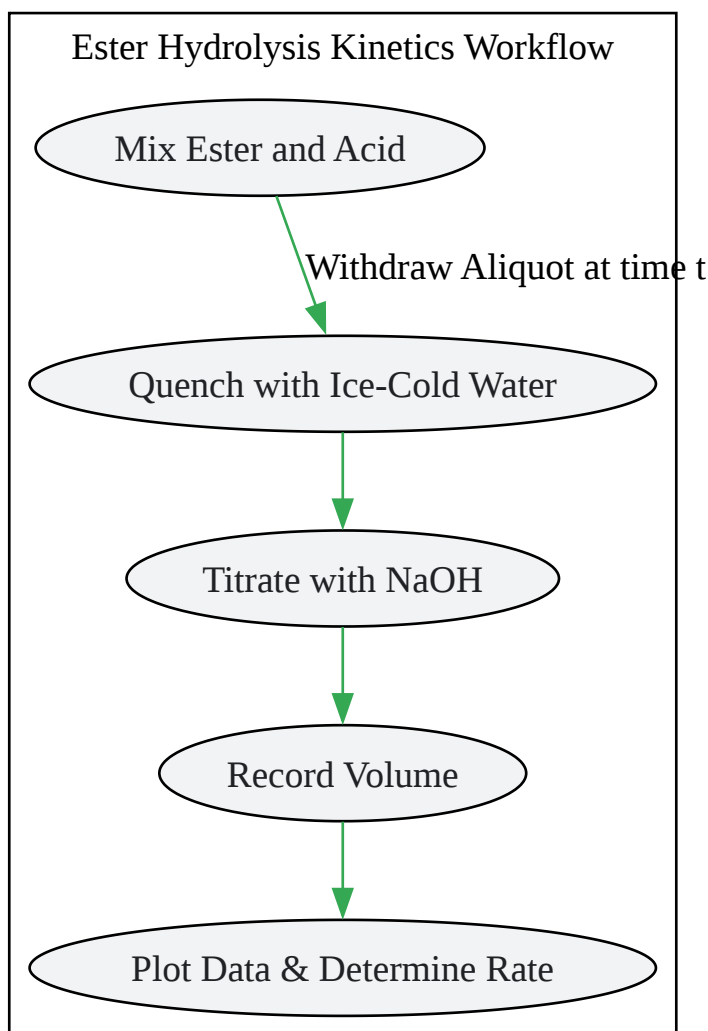 Ester Hydrolysis Kinetics Workflow
Mix Ester and Acid
Withdraw Aliquot at time t
Quench with Ice-Cold Water
Titrate with NaOH
Record Volume
Plot Data & Determine Rate